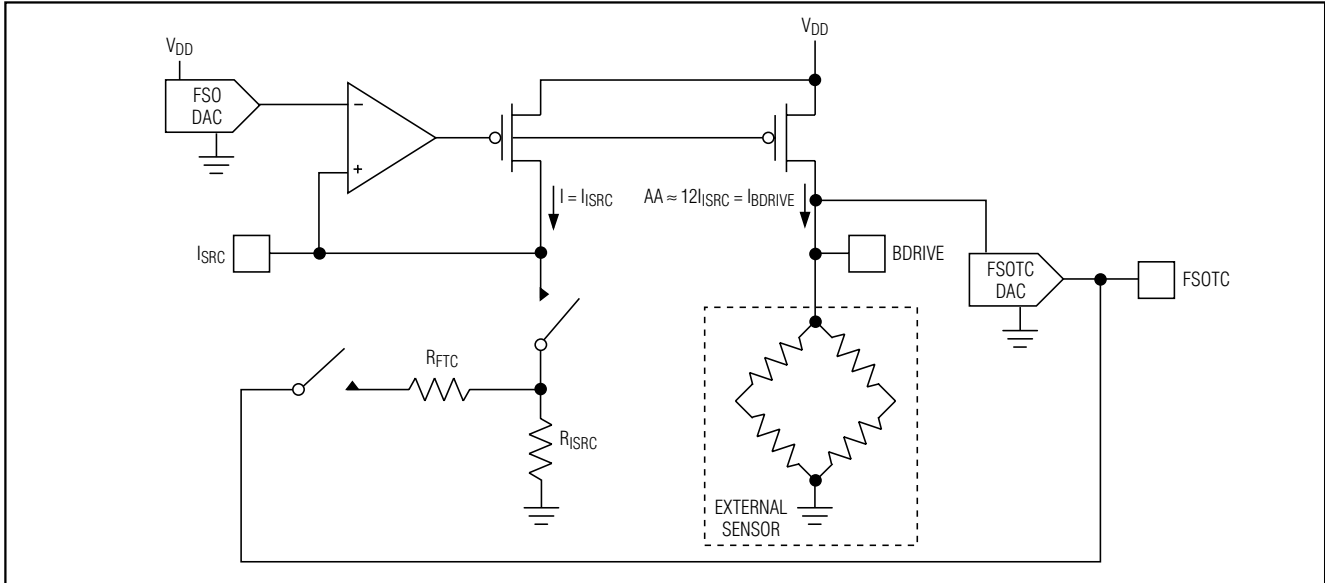 VDD
VDD
FSO
DAC
−
+
I = IISRC
AA ≈ 12IISRC = IBDRIVE
ISRC
BDRIVE
FSOTC
DAC
FSOTC
RFTC
RISRC
EXTERNAL
SENSOR